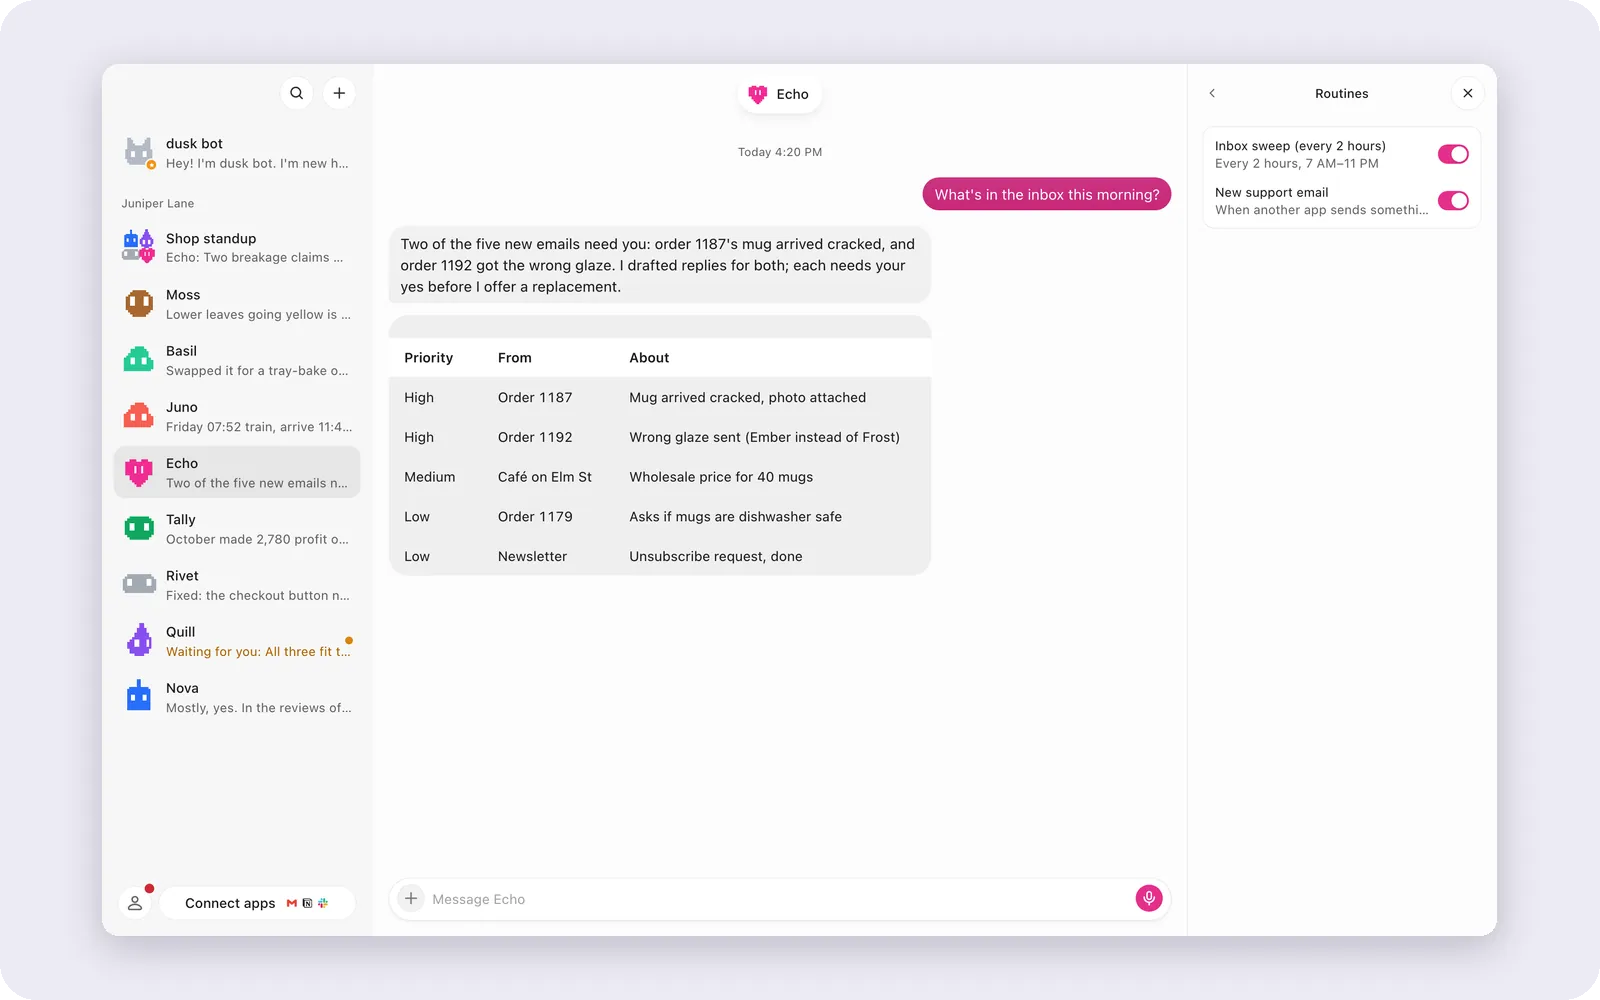 dusk bot
Hey! I'm dusk bot. I'm new h...
Juniper Lane
Shop standup
Echo: Two breakage claims ...
Moss
Lower leaves going yellow is ...
Basil
Swapped it for a tray-bake o...
Juno
Friday 07:52 train, arrive 11:4...
Echo
Two of the five new emails n...
Tally
October made 2,780 profit o...
Rivet
Fixed: the checkout button n...
Quill
Waiting for you: All three fit t...
Nova
Mostly, yes. In the reviews of...
Connect apps
Echo
Today 4:20 PM
What's in the inbox this morning?
Two of the five new emails need you: order 1187's mug arrived cracked, and
order 1192 got the wrong glaze. I drafted replies for both; each needs your
yes before I offer a replacement.
Priority From About
High Order 1187 Mug arrived cracked, photo attached
High Order 1192 Wrong glaze sent (Ember instead of Frost)
Medium Café on Elm St Wholesale price for 40 mugs
Low Order 1179 Asks if mugs are dishwasher safe
Low Newsletter Unsubscribe request, done
Message Echo
Routines
Inbox sweep (every 2 hours)
Every 2 hours, 7 AM–11 PM
New support email
When another app sends somethi...